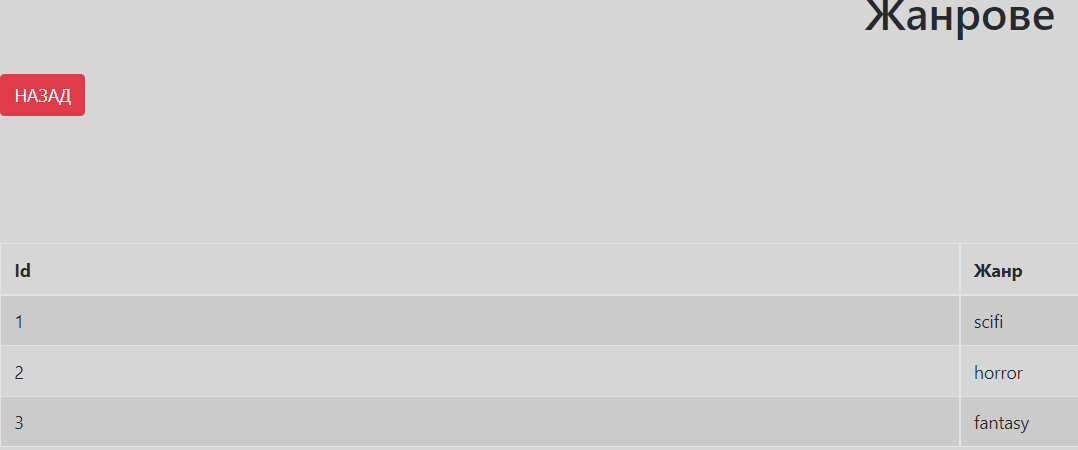 Жанрове
НАЗАД
Id Жанр
1 scifi
2 horror
3 fantasy